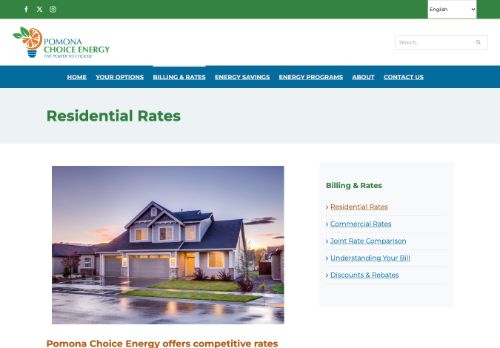 English
POMONA
CHOICE ENERGY
THE POWER TO CHOOSE
Search...
HOME YOUR OPTIONS BILLING & RATES ENERGY SAVINGS ENERGY PROGRAMS ABOUT CONTACT US
Residential Rates
Billing & Rates
Residential Rates
Commercial Rates
Joint Rate Comparison
Understanding Your Bill
Discounts & Rebates
Pomona Choice Energy offers competitive rates